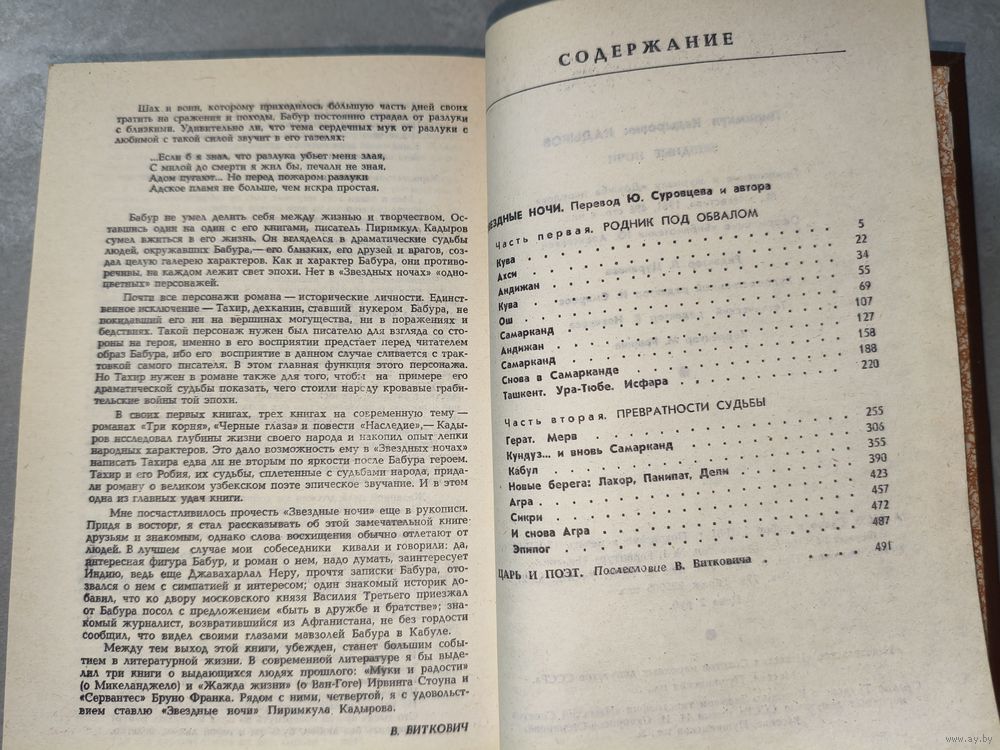 Шах и воин, которому приходилось большую часть дней своих
тратить на сражения и походы, Бабур постоянно страдал от разлуки
с близкими. Удивительно ли, что тема сердечных мук от разлуки с
любимой с такой силой звучит в его газелях:
...Если б я знал, что разлука убьет меня злая,
С милой до смерти я жил бы, печали не зная,
Адом пугают... Но перед пожаром разлуки
Адское пламя не больше, чем искра простая.
Бабур не умел делить себя между жизнью и творчеством. Ос-
тавшись один на один с его книгами, писатель Пиримкул Кадыров
сумел вжиться в его жизнь. Он вгляделся в драматические судьбы
людей, окружавших Бабура,— его близких, его друзей и врагов, соз-
дал целую галерею характеров. Как и характер Бабура, они противо-
речивы, на каждом лежит свет эпохи. Нет в «Звездных ночах» «одно-
цветных» персонажей.
Почти все персонажи романа — исторические личности. Единст-
венное исключение — Тахир, дехканин, ставший нукером Бабура, не
покидавший его ни на вершинах могущества, ни в поражениях и
бедствиях. Такой персонаж нужен был писателю для взгляда со сто-
роны на героя, именно в его восприятии предстает перед читателем
образ Бабура, ибо его восприятие в данном случае сливается с трак-
товкой самого писателя. В этом главная функция этого персонажа.
Но Тахир нужен в романе также для того, чтобы на примере его
драматической судьбы показать, чего стоили народу кровавые граби-
тельские войны той эпохи.
В своих первых книгах, трех книгах на современную тему —
романах «Три корня», «Черные глаза» и повести «Наследие»,— Кады-
ров исследовал глубины жизни своего народа и накопил опыт лепки
народных характеров. Это дало возможность ему в «Звездных ночах»
написать Тахира едва ли не вторым по яркости после Бабура героем.
Тахир и его Робия, их судьбы, сплетенные с судьбами народа, прида-
ли роману о великом узбекском поэте эпическое звучание. И в этом
одна из главных удач книги.
Мне посчастливилось прочесть «Звездные ночи» еще в рукописи.
Придя в восторг, я стал рассказывать об этой замечательной книге
друзьям и знакомым, однако слова восхищения обычно отлетают от
людей. В лучшем случае мои собеседники кивали и говорили: да,
интересная фигура Бабур, и роман о нем, надо думать, заинтересует
Индию, ведь еще Джавахарлал Неру, прочтя записки Бабура, ото-
звался о нем с симпатией и интересом; один знакомый историк до-
бавил, что ко двору московского князя Василия Третьего приезжал
от Бабура посол с предложением «быть в дружбе и братстве»; зна-
комый журналист, возвратившийся из Афганистана, не без гордости
сообщил, что видел своими глазами мавзолей Бабура в Кабуле.
Между тем выход этой книги, убежден, станет большим собы-
тием в литературной жизни. В современной литературе я бы выде-
лил три книги о выдающихся людях прошлого: «Муки и радости»
(о Микеланджело) и «Жажда жизни» (о Ван-Гоге) Ирвинга Стоуна и
«Сервантес» Бруно Франка. Рядом с ними, четвертой, я с удовольст-
вием ставлю «Звездные ночи» Пиримкула Кадырова.
В. ВИТКОВИЧ
СОДЕРЖАНИЕ
ЕЗДНЫЕ НОЧИ. Перевод Ю. Суровцева и автора
Часть первая. РОДНИК ПОД ОБВАЛОМ
Кува . . . 5
Ахси . . . 22
Андижан . . . 34
Кува . . . 55
Ош . . . 69
Самарканд . . . 107
Андижан . . . 127
Самарканд . . . 158
Снова в Самарканде . . . 188
Ташкент. Ура-Тюбе. Исфара . . . 220
Часть вторая. ПРЕВРАТНОСТИ СУДЬБЫ
Герат. Мерв . . . 255
Кундуз... и вновь Самарканд . . . 306
Кабул . . . 355
Новые берега: Лахор, Панипат, Дели . . . 390
Агра . . . 423
Сикри . . . 457
И снова Агра . . . 472
Эпилог . . . 487
ЦАРЬ И ПОЭТ. Послесловие В. Витковича . . . 491
www.ay.by